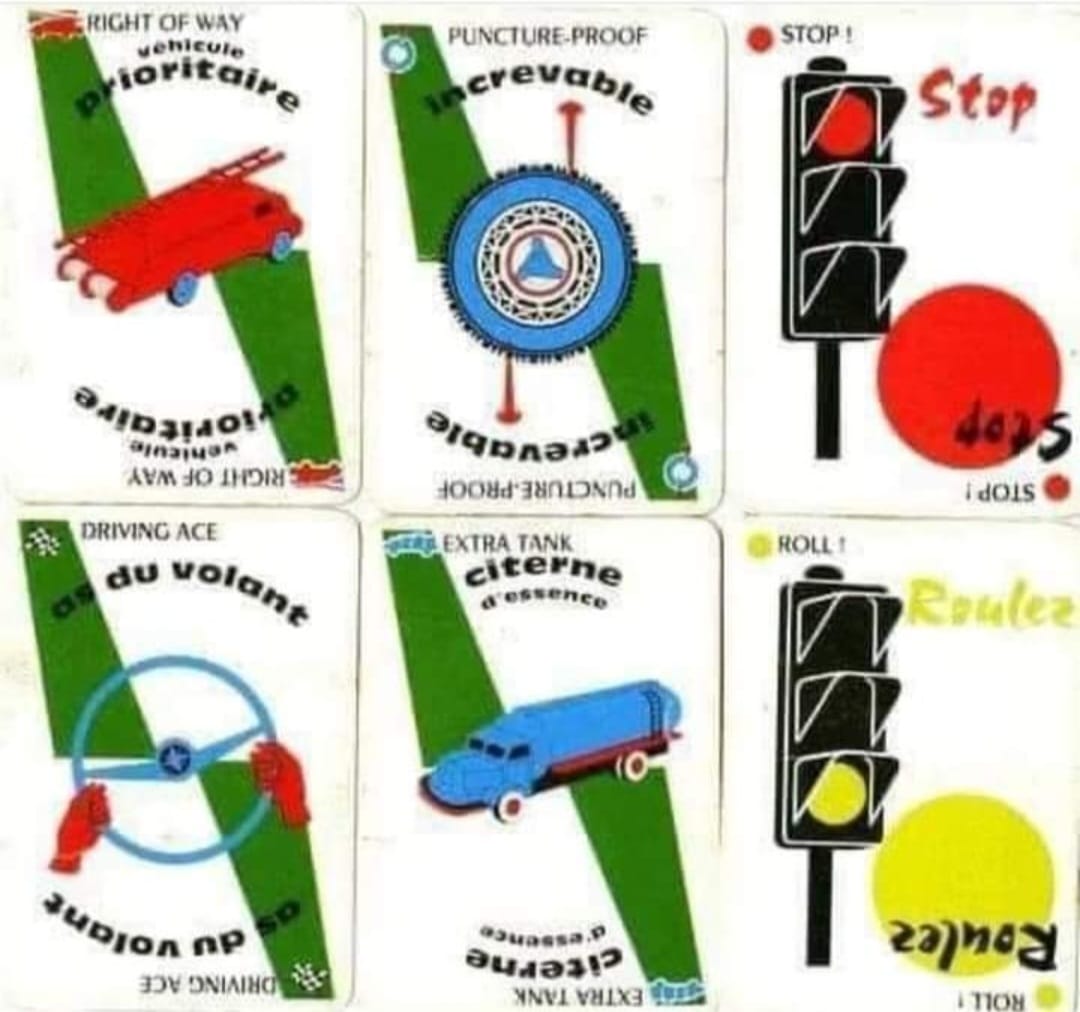 RIGHT OF WAY
véhicule
prioritaire
prioritaire
véhicule
RIGHT OF WAY
PUNCTURE-PROOF
increvable
increvable
PUNCTURE-PROOF
STOP !
Stop
Stop
STOP !
DRIVING ACE
as du volant
as du volant
DRIVING ACE
EXTRA TANK
citerne
d'essence
d'essence
citerne
EXTRA TANK
ROLL !
Roulez
Roulez
ROLL !